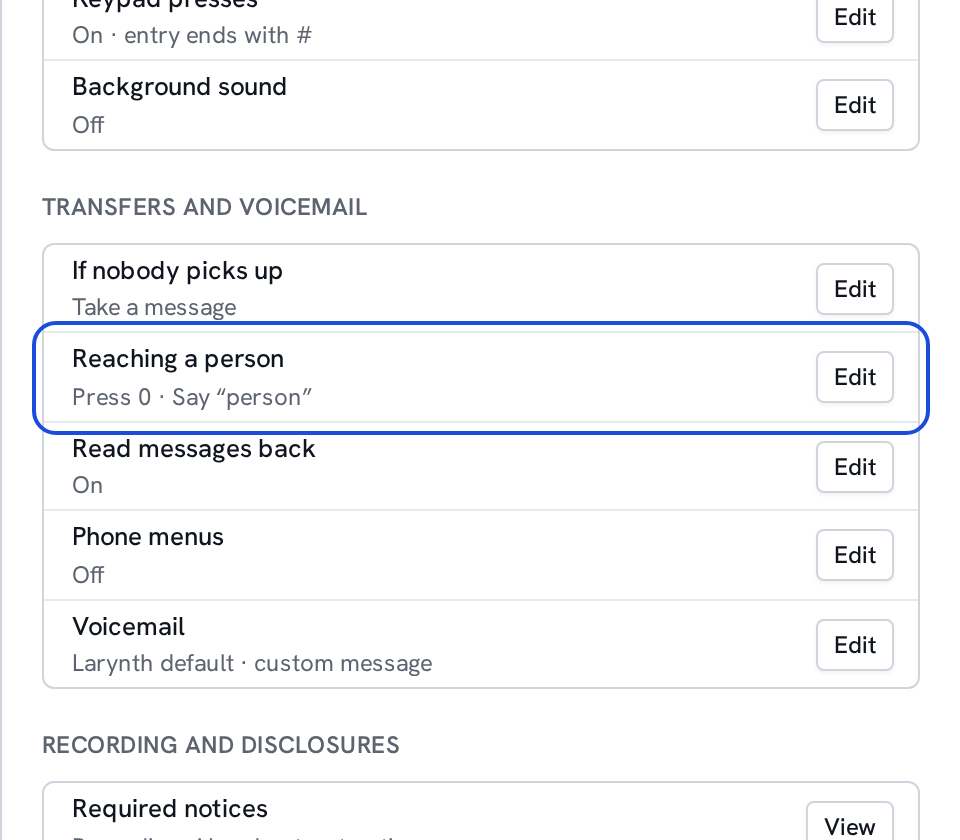 Keypad presses
On · entry ends with #
Edit
Background sound
Off
Edit
TRANSFERS AND VOICEMAIL
If nobody picks up
Take a message
Edit
Reaching a person
Press 0 · Say “person”
Edit
Read messages back
On
Edit
Phone menus
Off
Edit
Voicemail
Larynth default · custom message
Edit
RECORDING AND DISCLOSURES
Required notices
View